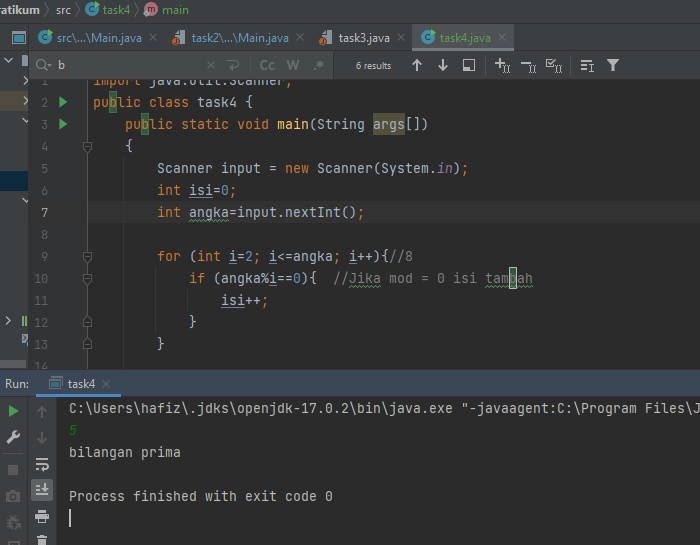 ratikum › src › task4 › main
src\...\Main.java × task2\...\Main.java × task3.java × task4.java ×
b × Cc W .* 6 results
1 import java.util.Scanner;
2 public class task4 {
3 public static void main(String args[])
4 {
5 Scanner input = new Scanner(System.in);
6 int isi=0;
7 int angka=input.nextInt();
8
9 for (int i=2; i<=angka; i++){//8
10 if (angka%i==0){ //Jika mod = 0 isi tambah
11 isi++;
12 }
13 }
14
Run: task4 ×
C:\Users\hafiz\.jdks\openjdk-17.0.2\bin\java.exe "-javaagent:C:\Program Files\J
5
bilangan prima
Process finished with exit code 0